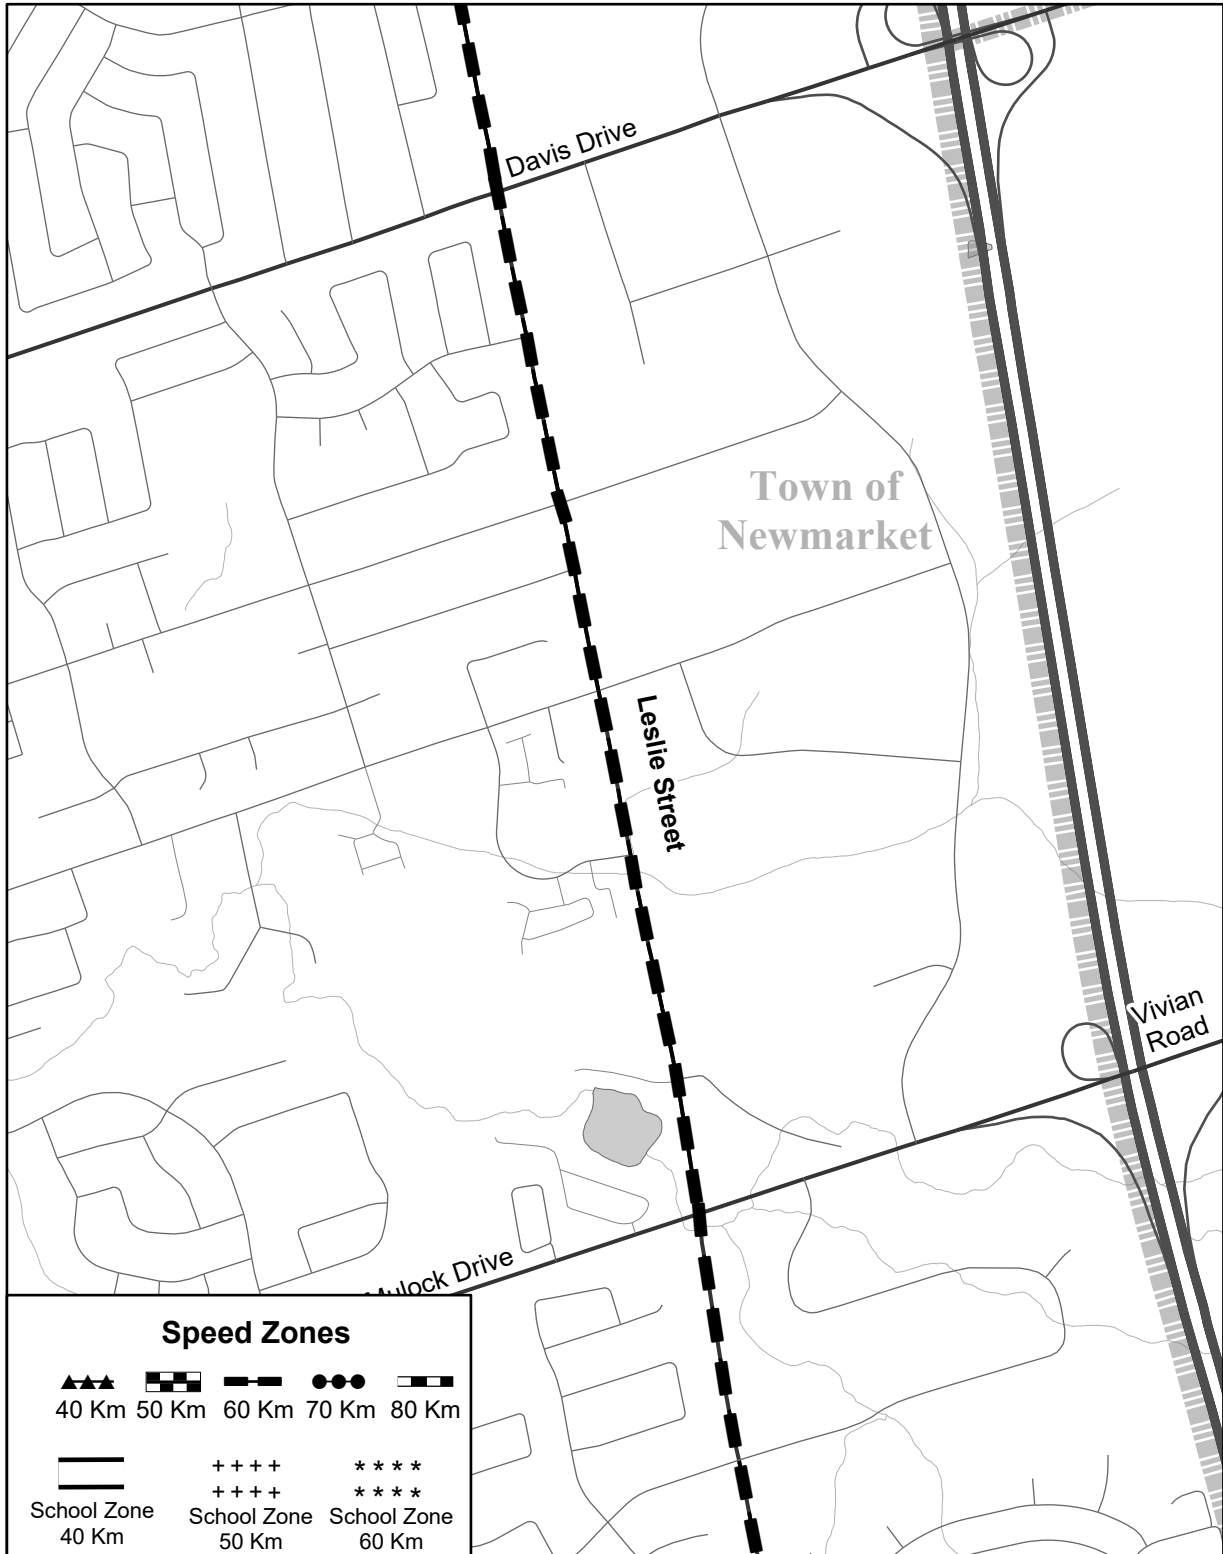 Davis Drive
Town of
Newmarket
Leslie Street
Vivian
Road
Mulock Drive
Speed Zones
40 Km 50 Km 60 Km 70 Km 80 Km
School Zone
40 Km
School Zone
50 Km
School Zone
60 Km